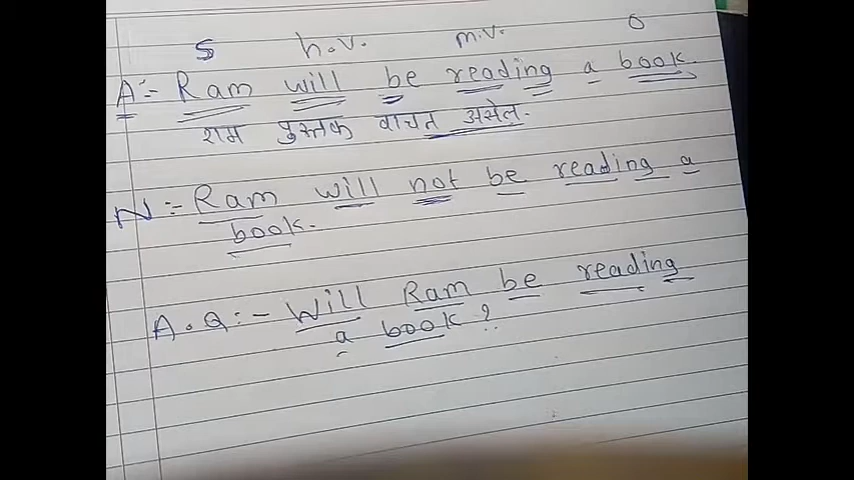 S h.v. m.v. O
A:- Ram will be reading a book.
राम पुस्तक वाचत असेल.
N:- Ram will not be reading a
book.
A.Q:- Will Ram be reading
a book?